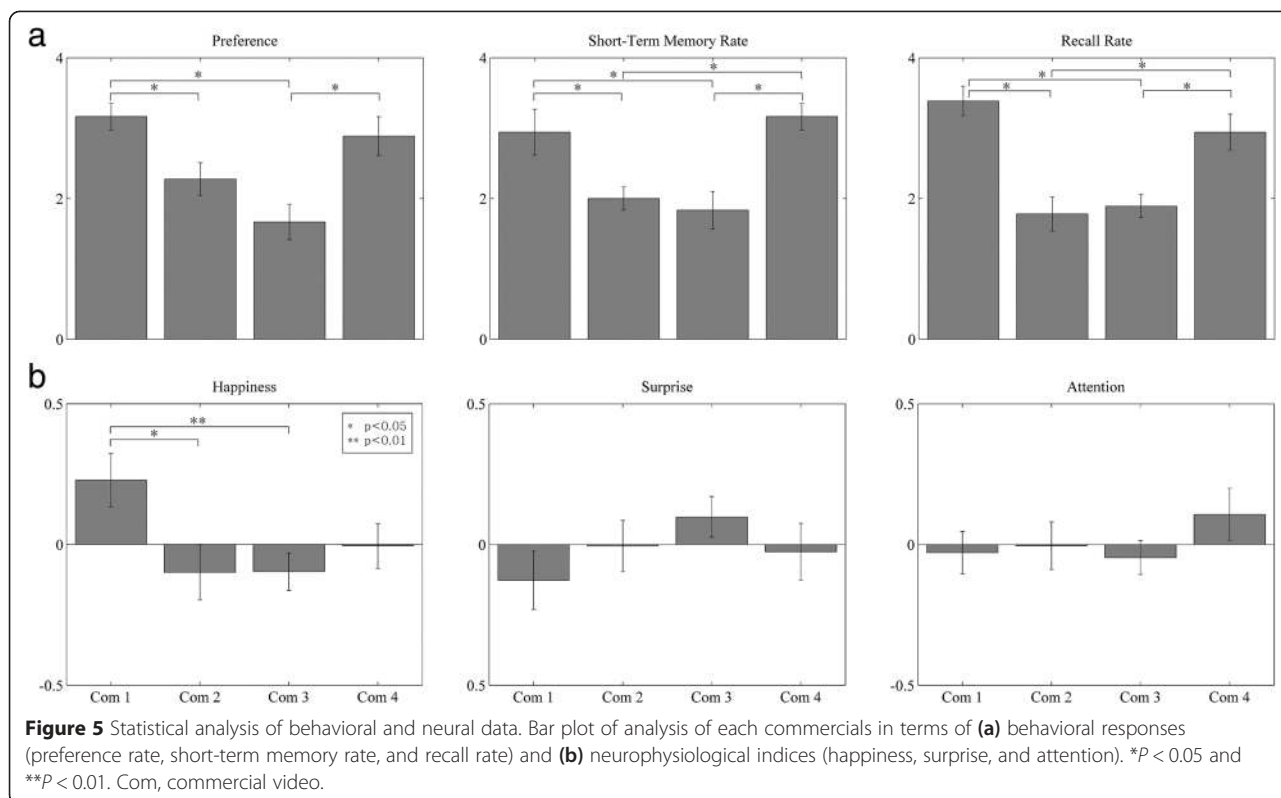 a
Preference
Short-Term Memory Rate
Recall Rate
4
2
0
*
*
*
4
2
0
*
*
*
*
4
2
0
*
*
*
*
b
Happiness
Surprise
Attention
0.5
0
-0.5
**
*
* p<0.05
** p<0.01
0.5
0
0.5
0.5
0
-0.5
Com 1 Com 2 Com 3 Com 4
Com 1 Com 2 Com 3 Com 4
Com 1 Com 2 Com 3 Com 4
Figure 5 Statistical analysis of behavioral and neural data. Bar plot of analysis of each commercials in terms of (a) behavioral responses
(preference rate, short-term memory rate, and recall rate) and (b) neurophysiological indices (happiness, surprise, and attention). *P < 0.05 and
**P < 0.01. Com, commercial video.